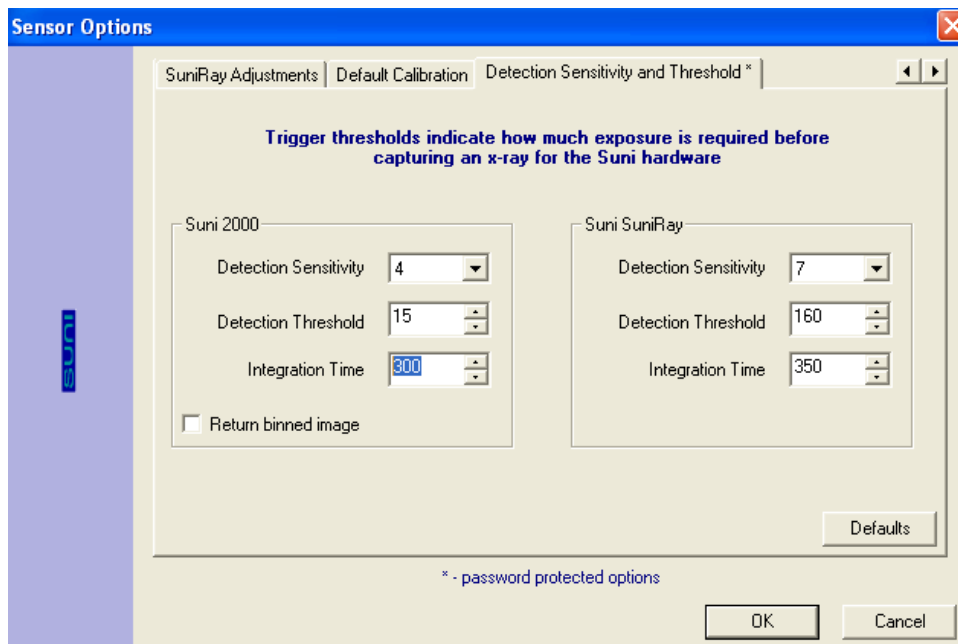 Sensor Options
SuniRay Adjustments Default Calibration Detection Sensitivity and Threshold *
Trigger thresholds indicate how much exposure is required before
capturing an x-ray for the Suni hardware
Suni 2000
Detection Sensitivity 4
Detection Threshold 15
Integration Time 300
Return binned image
Suni SuniRay
Detection Sensitivity 7
Detection Threshold 160
Integration Time 350
suni
Defaults
* - password protected options
OK Cancel